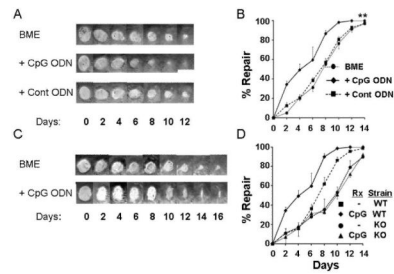 A
BME
+ CpG ODN
+ Cont ODN
Days: 0 2 4 6 8 10 12
B
% Repair
100
80
60
40
20
0
**
BME
+ CpG ODN
+ Cont ODN
0 2 4 6 8 10 12 14
C
BME
+ CpG ODN
Days: 0 2 4 6 8 10 12 14 16
D
% Repair
100
80
60
40
20
0
Rx Strain
- WT
CpG WT
- KO
CpG KO
0 2 4 6 8 10 12 14
Days